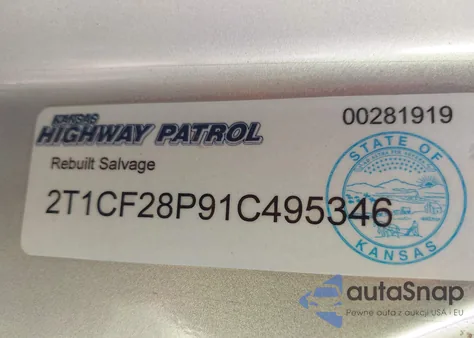 KANSAS
HIGHWAY PATROL
00281919
Rebuilt Salvage
2T1CF28P91C495346
STATE OF
KANSAS
autaSnap
Pewne auta z aukcji USA i EU